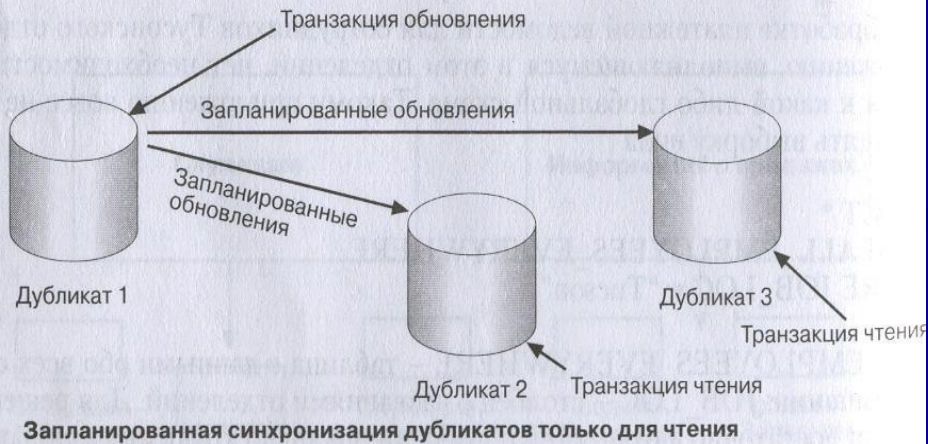 Транзакция обновления
Запланированные обновления
Запланированные
обновления
Дубликат 1
Дубликат 3
Транзакция чтения
Дубликат 2
Транзакция чтения
Запланированная синхронизация дубликатов только для чтения